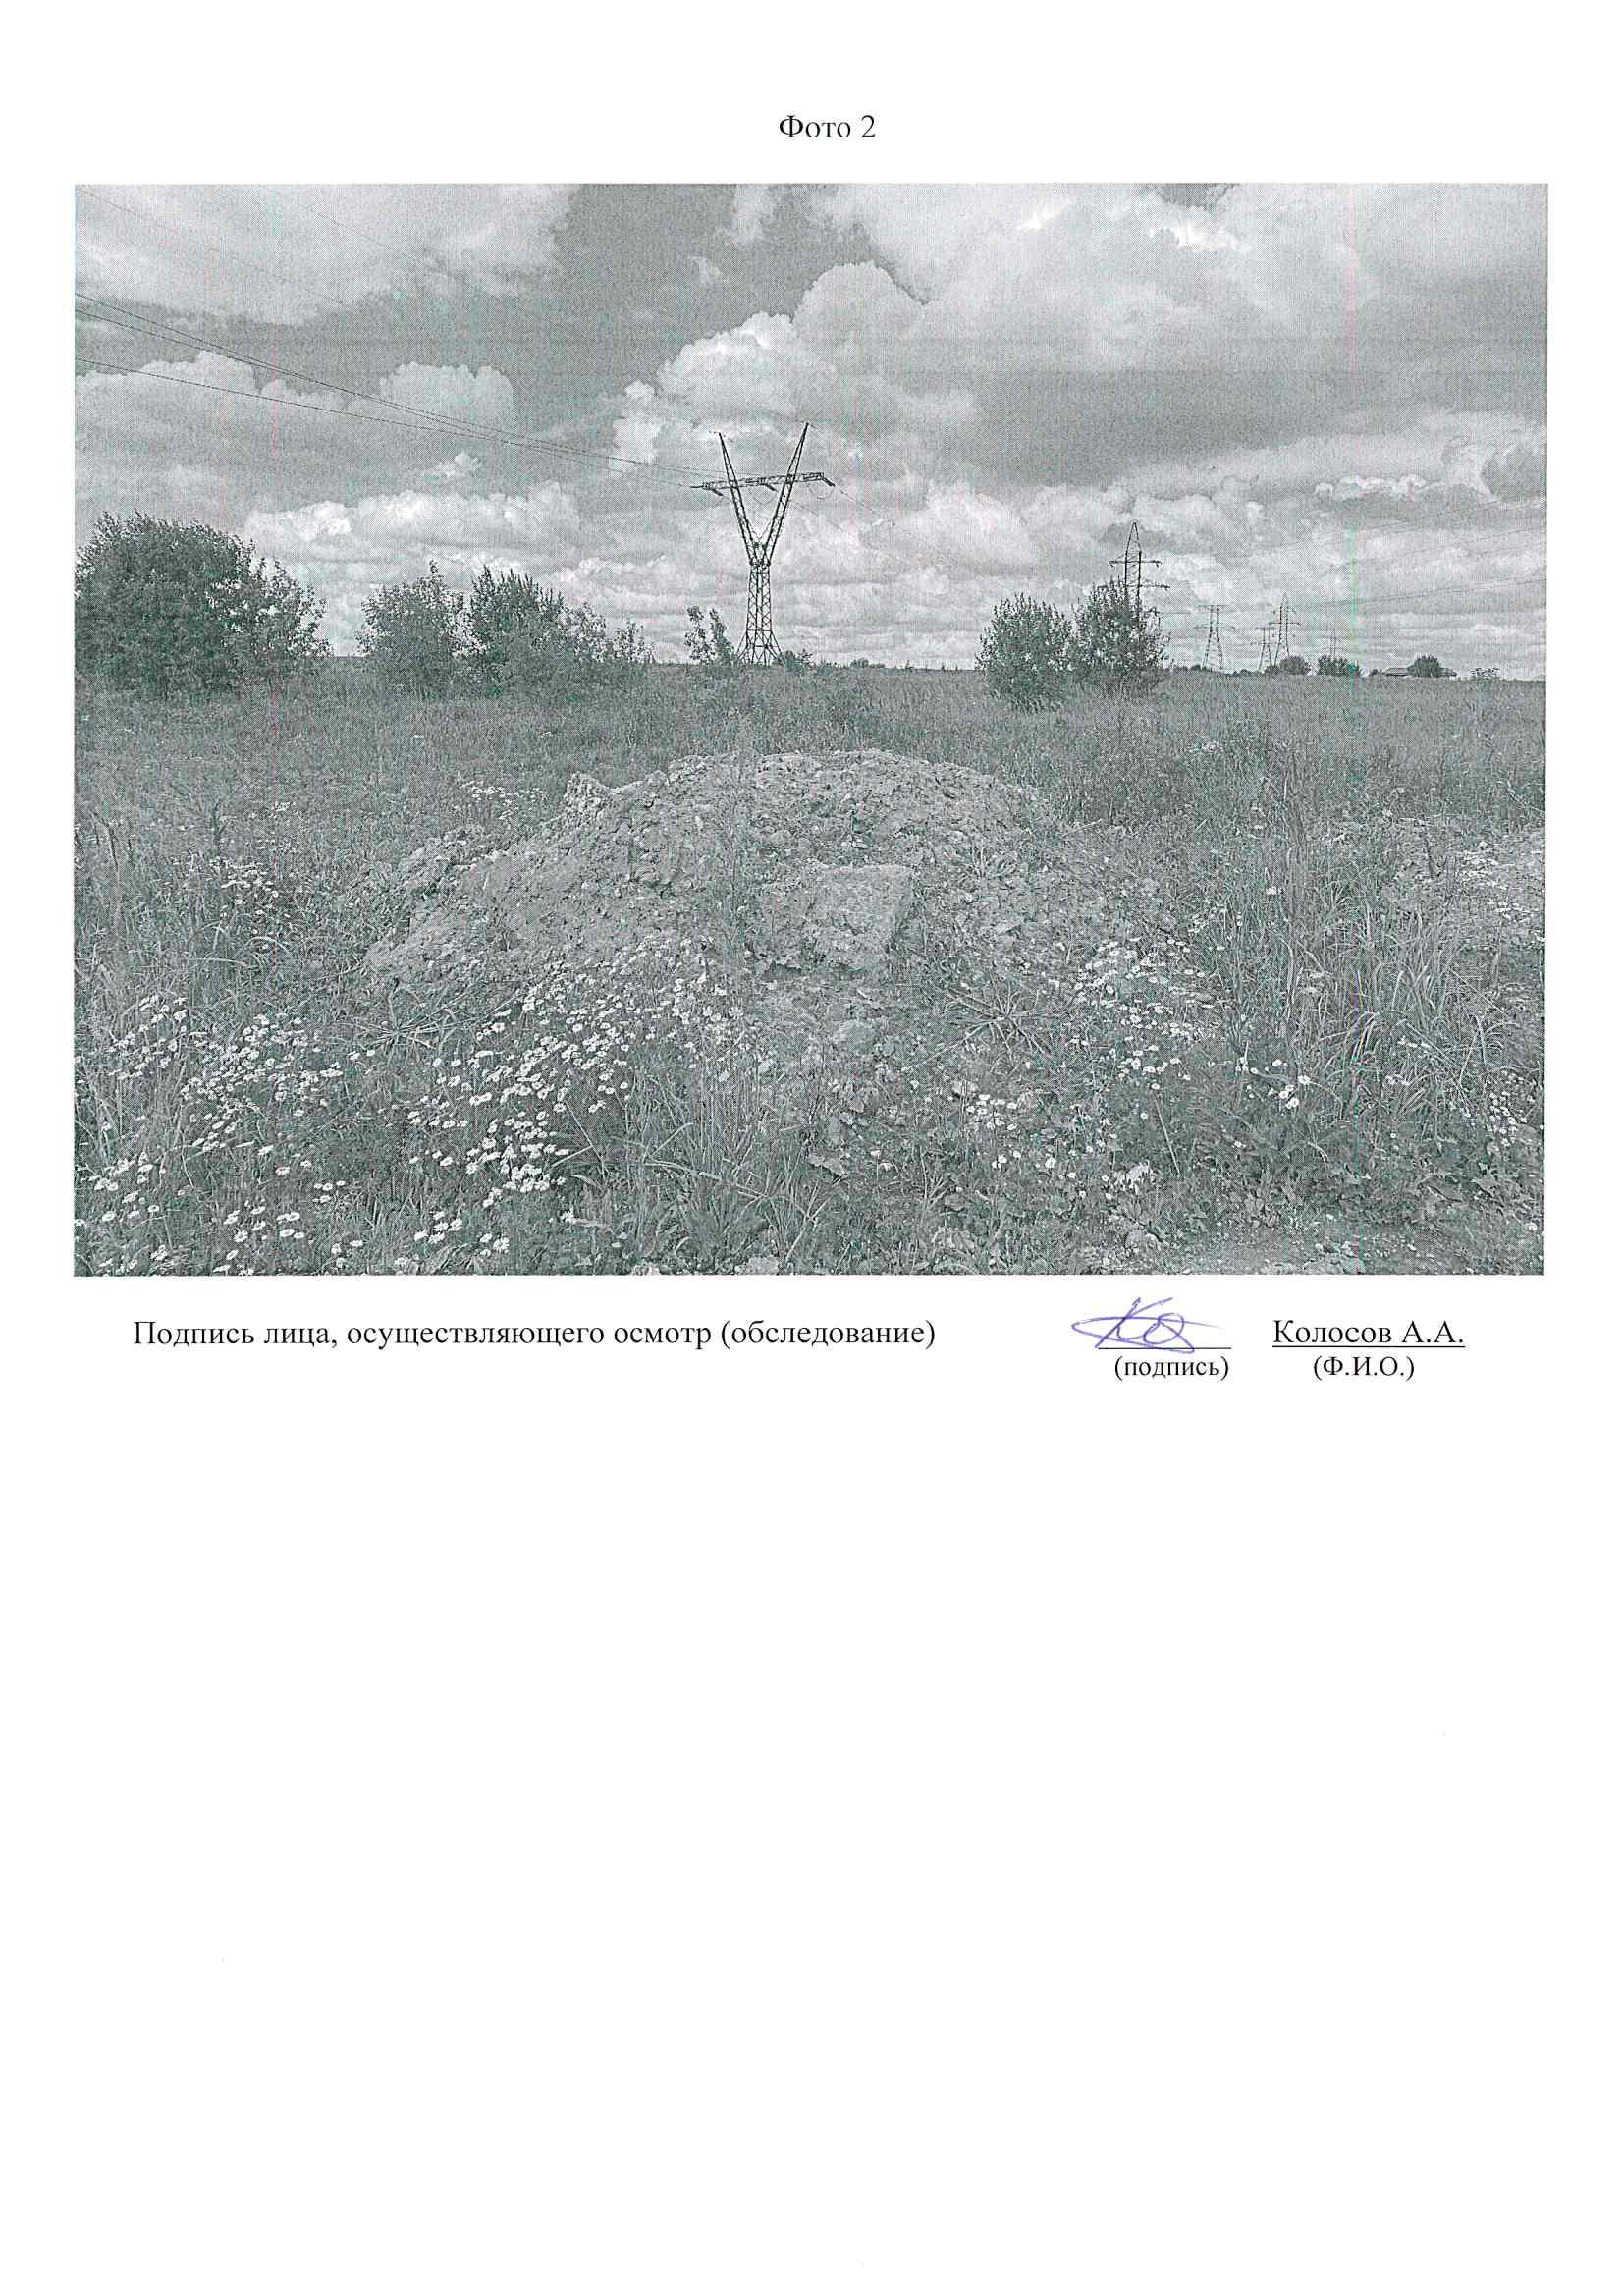 Фото 2
Подпись лица, осуществляющего осмотр (обследование) Колосов А.А.
(подпись) (Ф.И.О.)